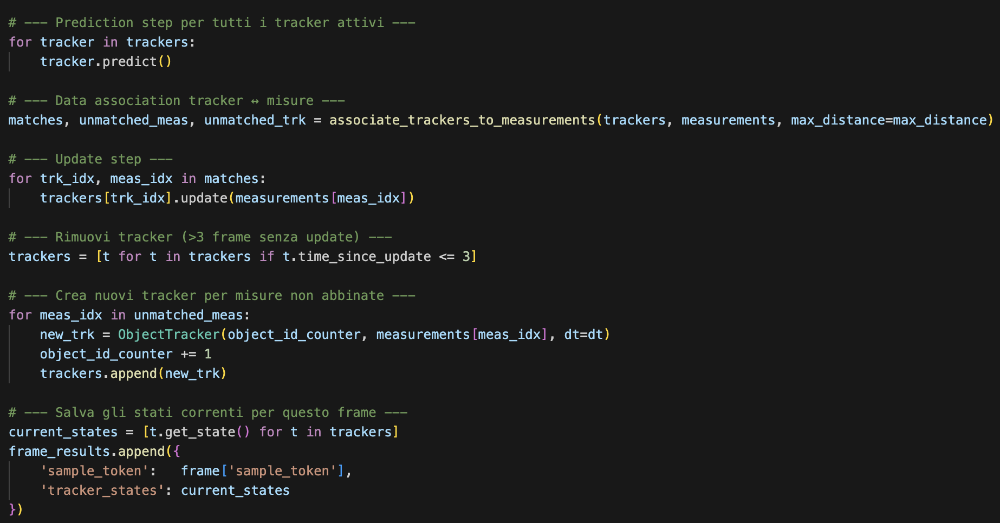 # --- Prediction step per tutti i tracker attivi ---
for tracker in trackers:
    tracker.predict()
# --- Data association tracker ↔ misure ---
matches, unmatched_meas, unmatched_trk = associate_trackers_to_measurements(trackers, measurements, max_distance=max_distance)
# --- Update step ---
for trk_idx, meas_idx in matches:
    trackers[trk_idx].update(measurements[meas_idx])
# --- Rimuovi tracker (>3 frame senza update) ---
trackers = [t for t in trackers if t.time_since_update <= 3]
# --- Crea nuovi tracker per misure non abbinate ---
for meas_idx in unmatched_meas:
    new_trk = ObjectTracker(object_id_counter, measurements[meas_idx], dt=dt)
    object_id_counter += 1
    trackers.append(new_trk)
# --- Salva gli stati correnti per questo frame ---
current_states = [t.get_state() for t in trackers]
frame_results.append({
    'sample_token':   frame['sample_token'],
    'tracker_states': current_states
})